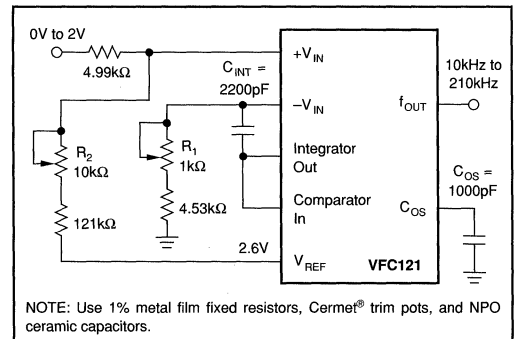 0V to 2V
4.99kΩ
C_INT =
2200pF
+V_IN
10kHz to
210kHz
–V_IN
f_OUT
R_2
10kΩ
R_1
1kΩ
Integrator
Out
C_OS =
1000pF
121kΩ
4.53kΩ
Comparator
In
C_OS
2.6V
V_REF
VFC121
NOTE: Use 1% metal film fixed resistors, Cermet® trim pots, and NPO
ceramic capacitors.